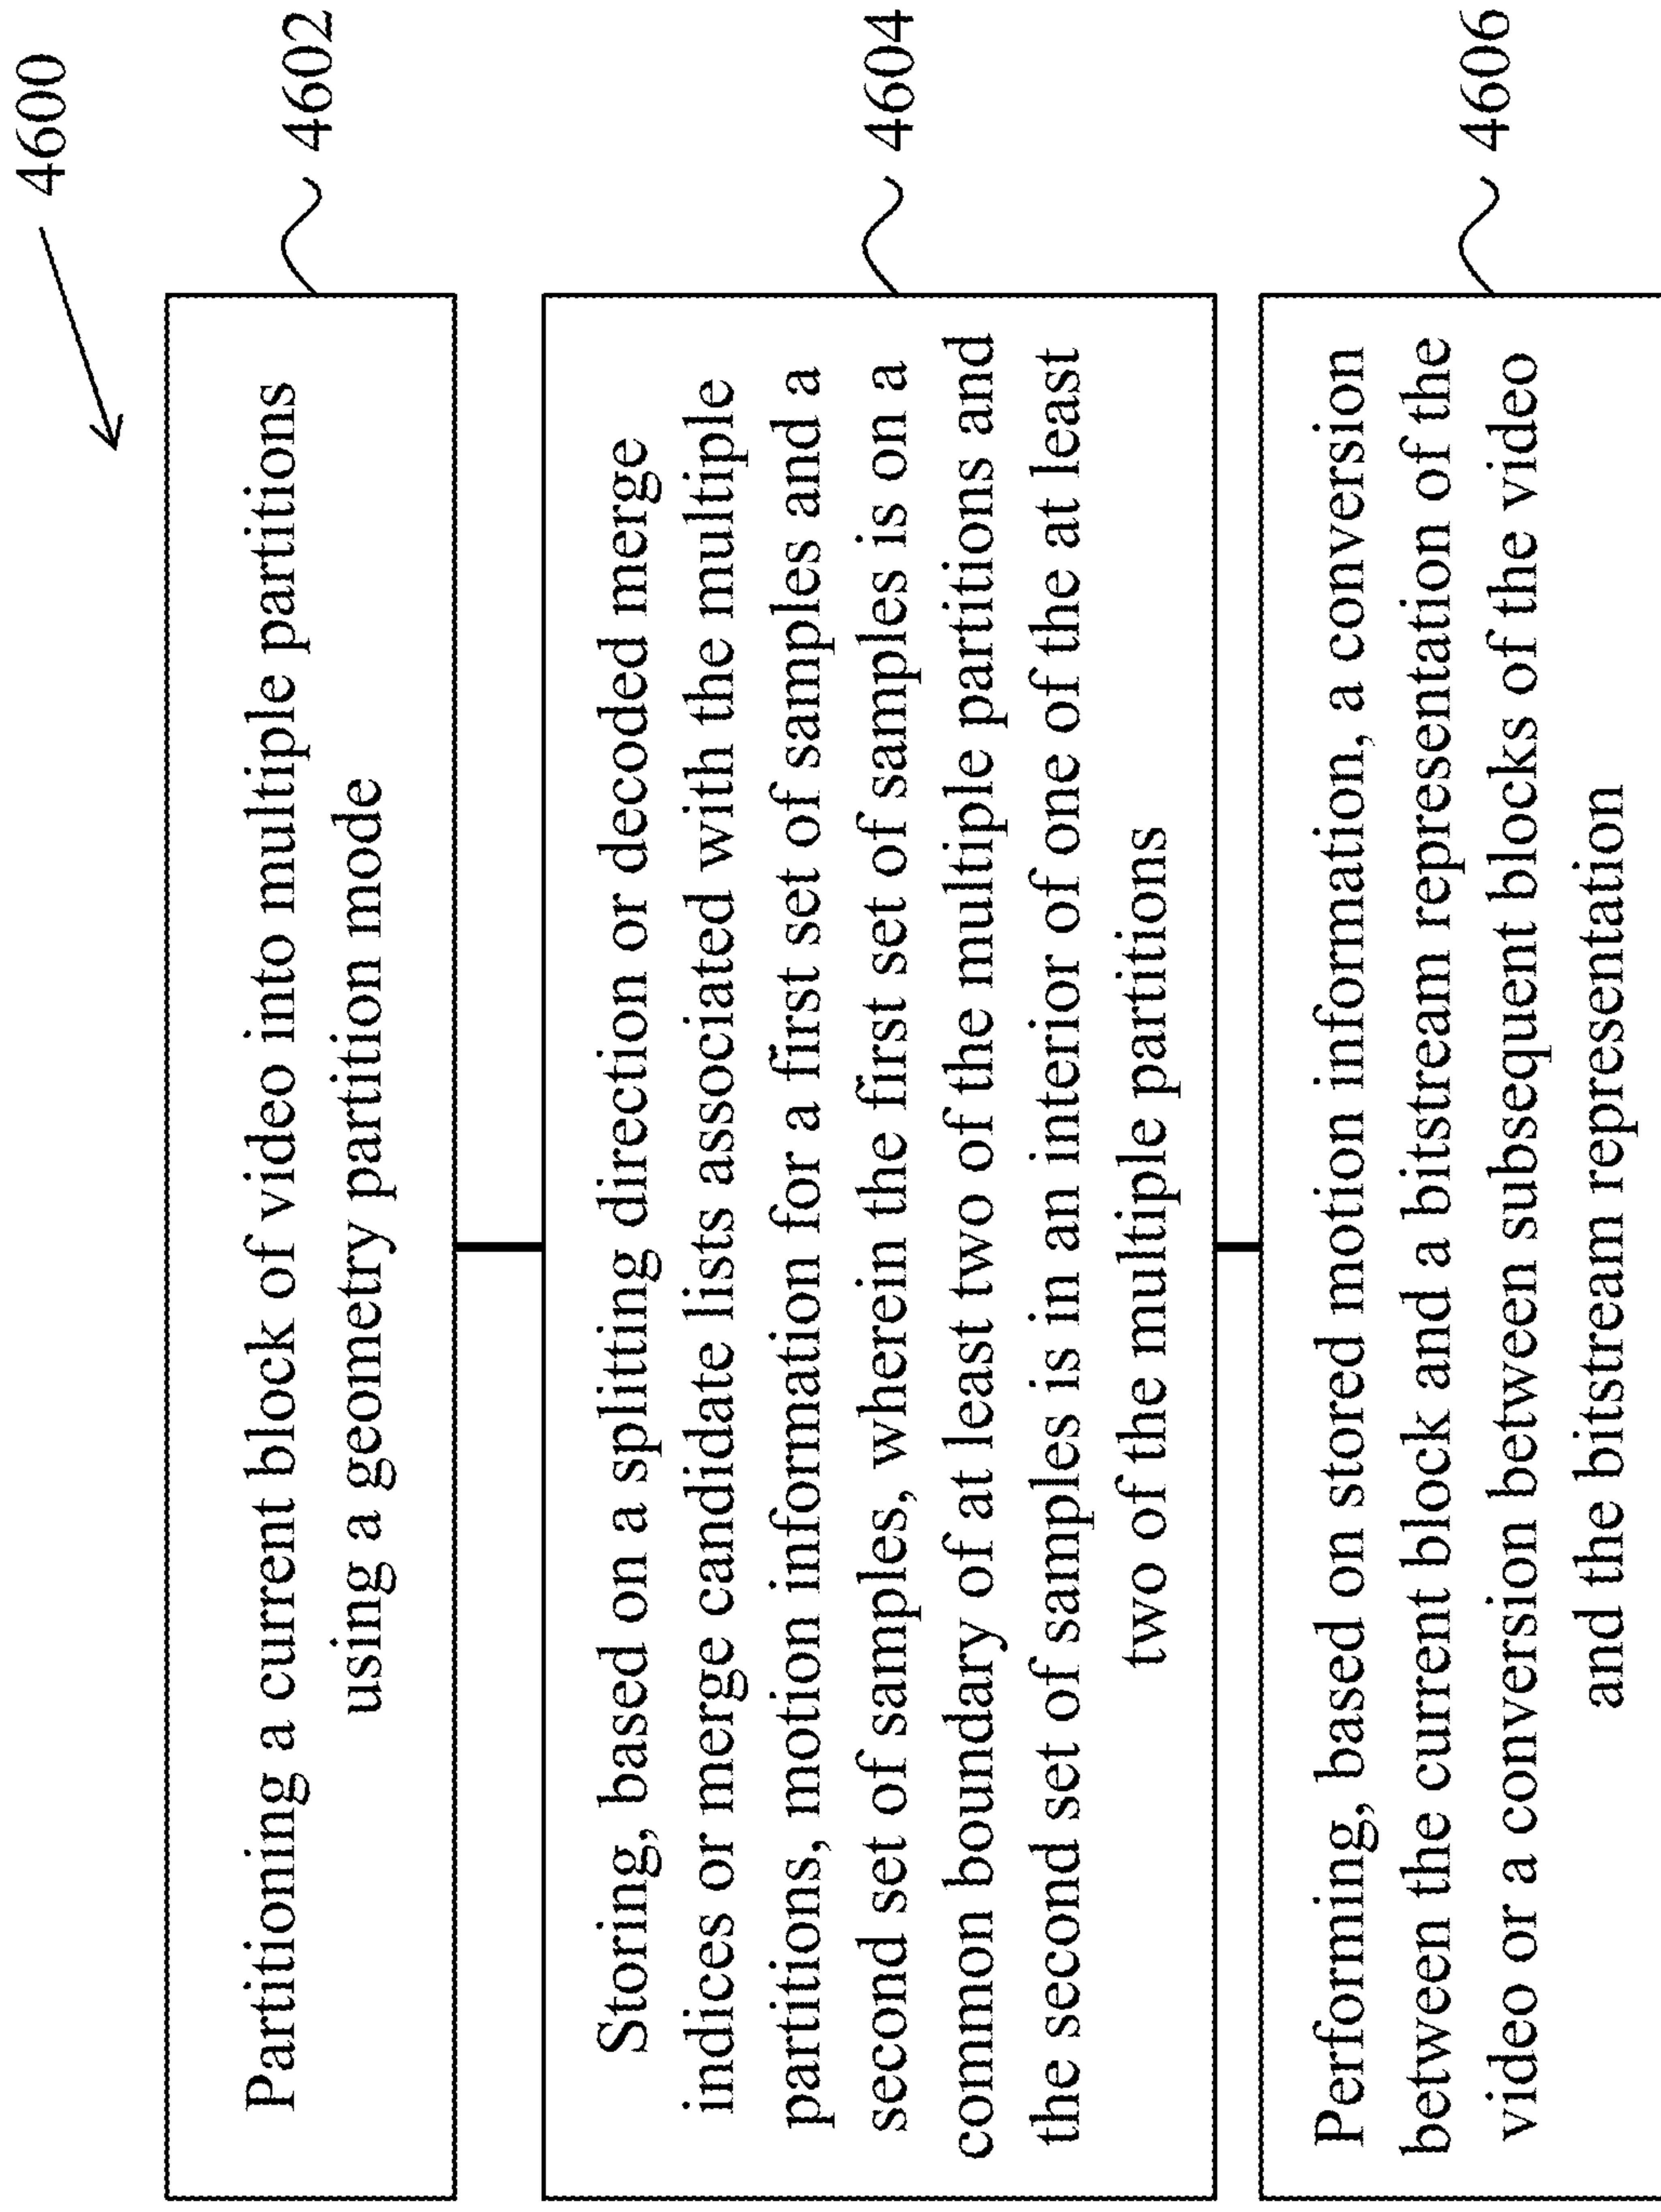 4600
Partitioning a current block of video into multiple partitions
using a geometry partition mode
4602
Storing, based on a splitting direction or decoded merge
indices or merge candidate lists associated with the multiple
partitions, motion information for a first set of samples and a
second set of samples, wherein the first set of samples is on a
common boundary of at least two of the multiple partitions and
the second set of samples is in an interior of one of the at least
two of the multiple partitions
4604
Performing, based on stored motion information, a conversion
between the current block and a bitstream representation of the
video or a conversion between subsequent blocks of the video
and the bitstream representation
4606